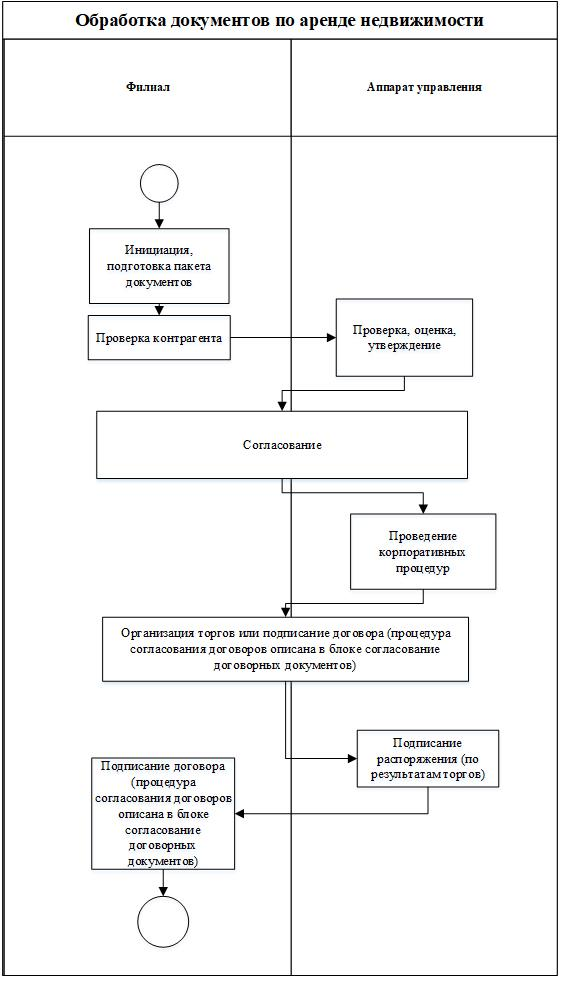 Обработка документов по аренде недвижимости
Филиал
Аппарат управления
Инициация,
подготовка пакета
документов
Проверка контрагента
Проверка, оценка,
утверждение
Согласование
Проведение
корпоративных
процедур
Организация торгов или подписание договора (процедура
согласования договоров описана в блоке согласование
договорных документов)
Подписание
распоряжения (по
результатам торгов)
Подписание договора
(процедура
согласования договоров
описана в блоке
согласование
договорных
документов)